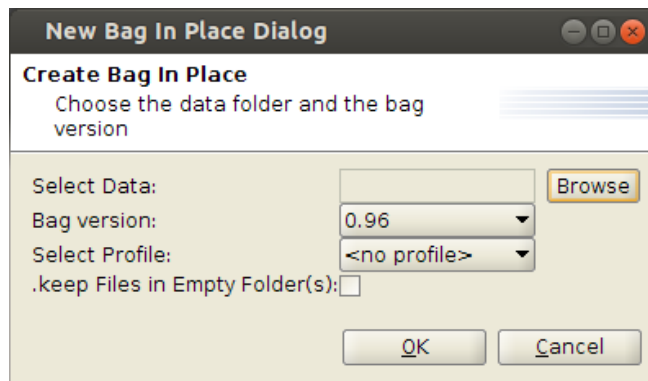 New Bag In Place Dialog
Create Bag In Place
Choose the data folder and the bag
version
Select Data:
Browse
Bag version:
0.96
Select Profile:
<no profile>
.keep Files in Empty Folder(s):
OK
Cancel